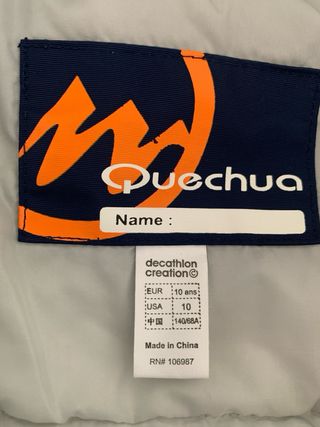 Quechua
Name :
decathlon
creation©
EUR 10 ans
USA 10
中国 140/68A
Made in China
RN# 106987